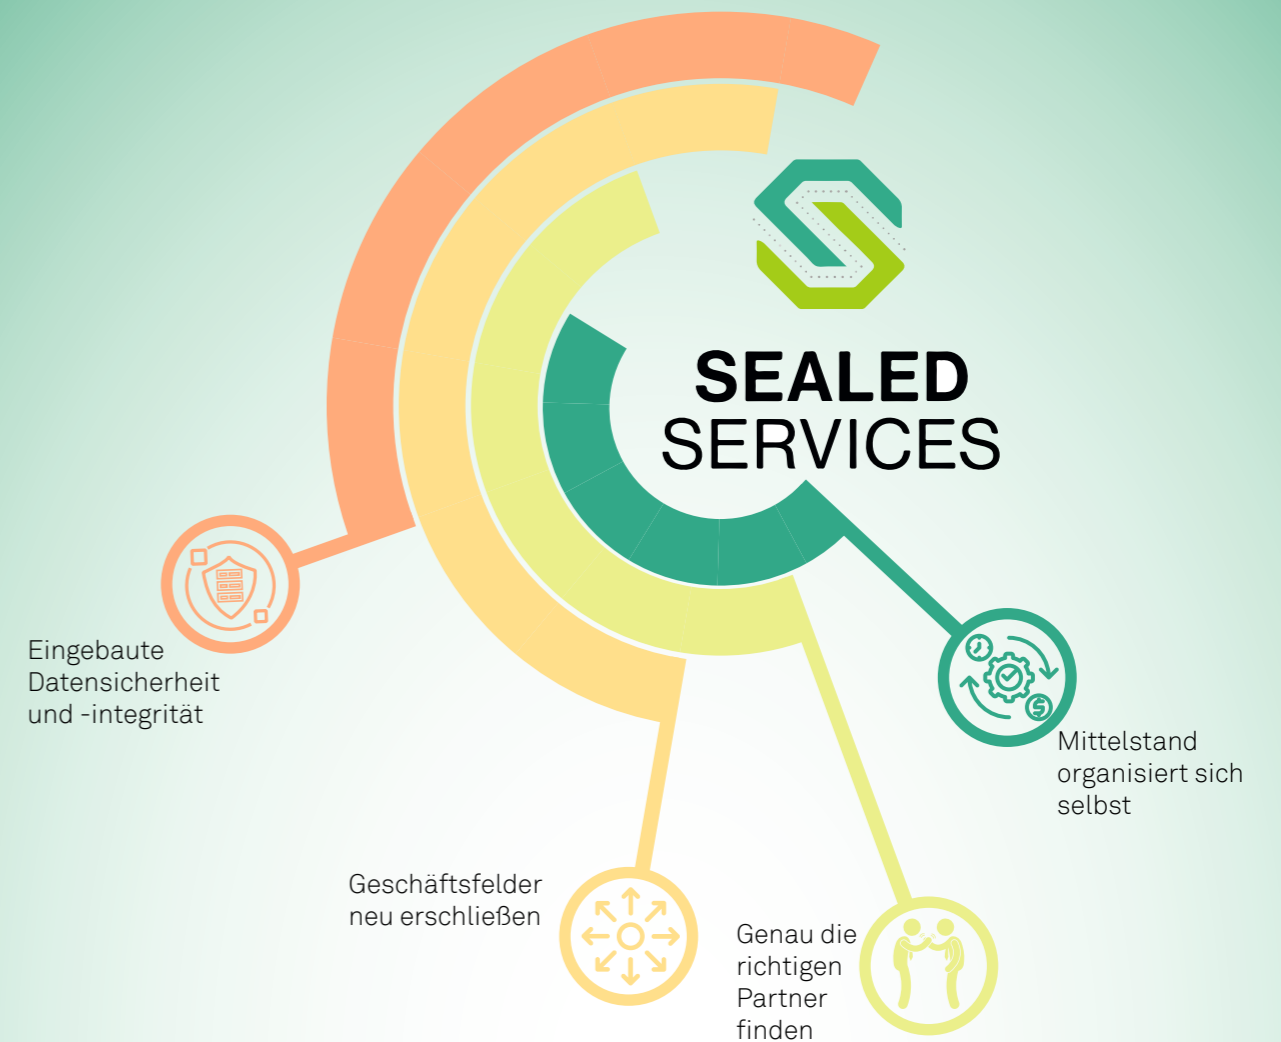 SEALED
SERVICES
Eingebaute
Datensicherheit
und -integrität
Geschäftsfelder
neu erschließen
Genau die
richtigen
Partner
finden
Mittelstand
organisiert sich
selbst